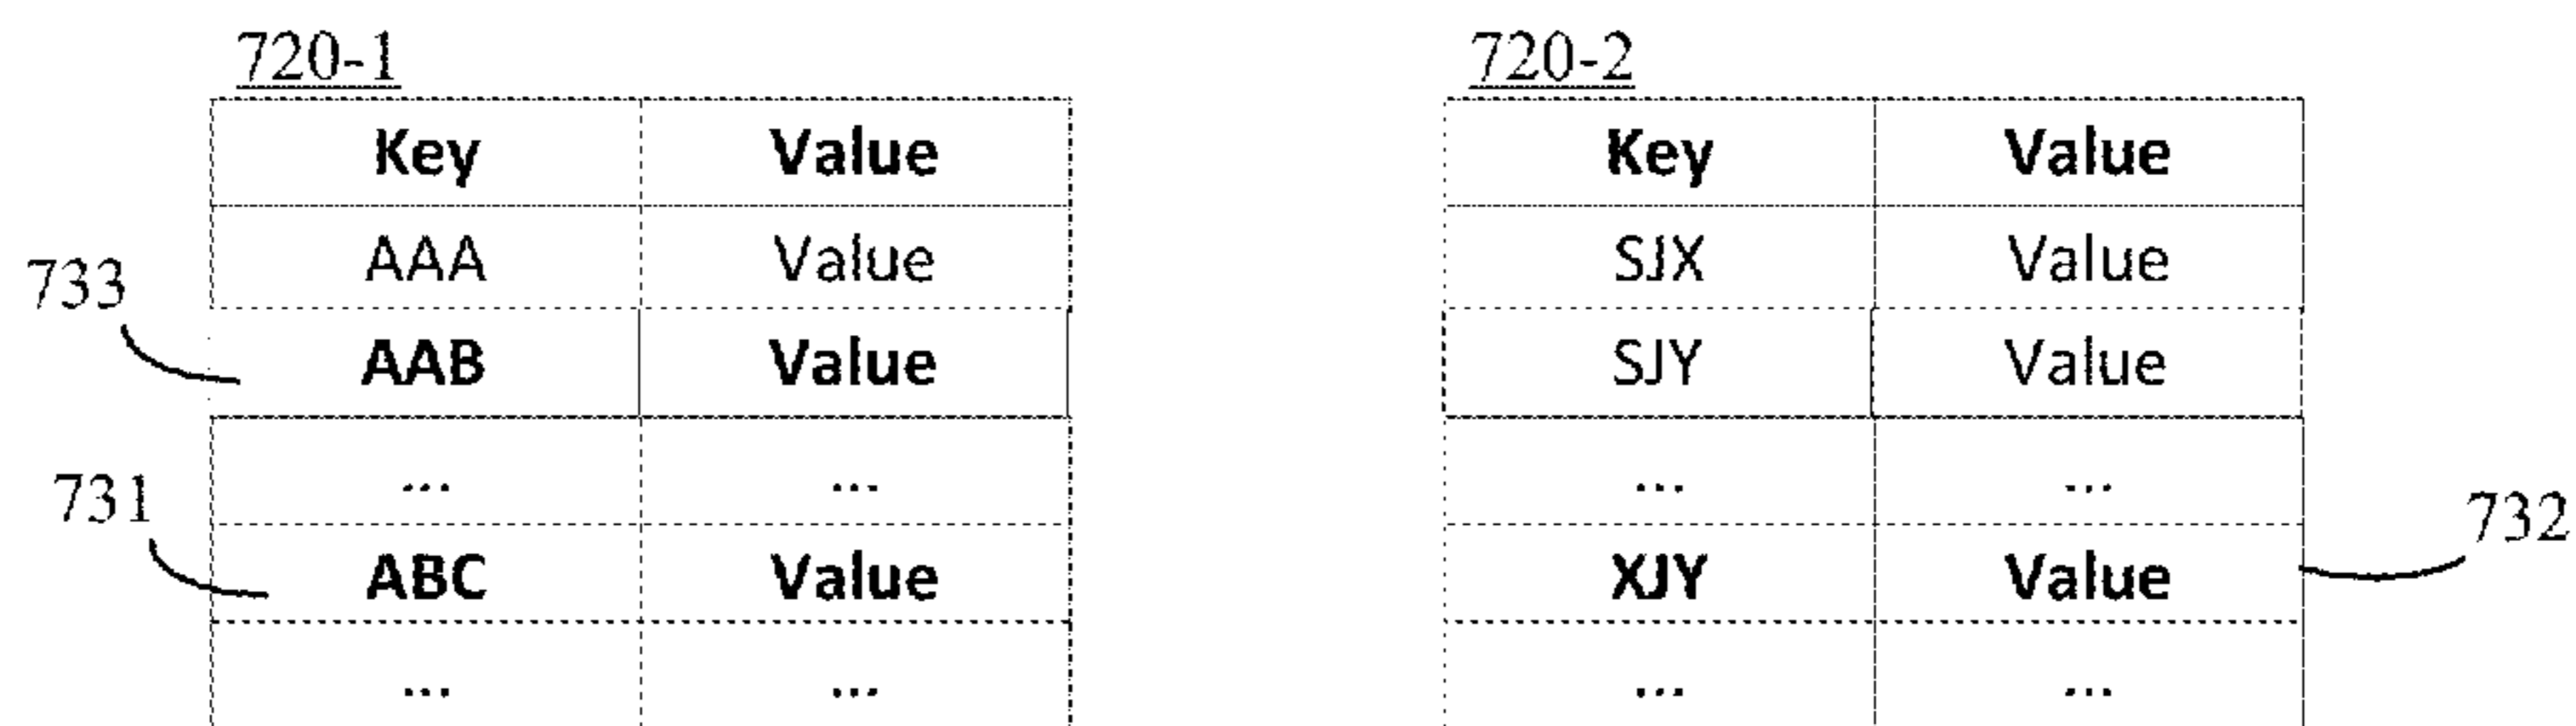 720-1 720-2
Key Value Key Value
AAA Value SJX Value
733 AAB Value SJY Value
... ... ... ...
731 ABC Value XJY Value 732
... ... ... ...